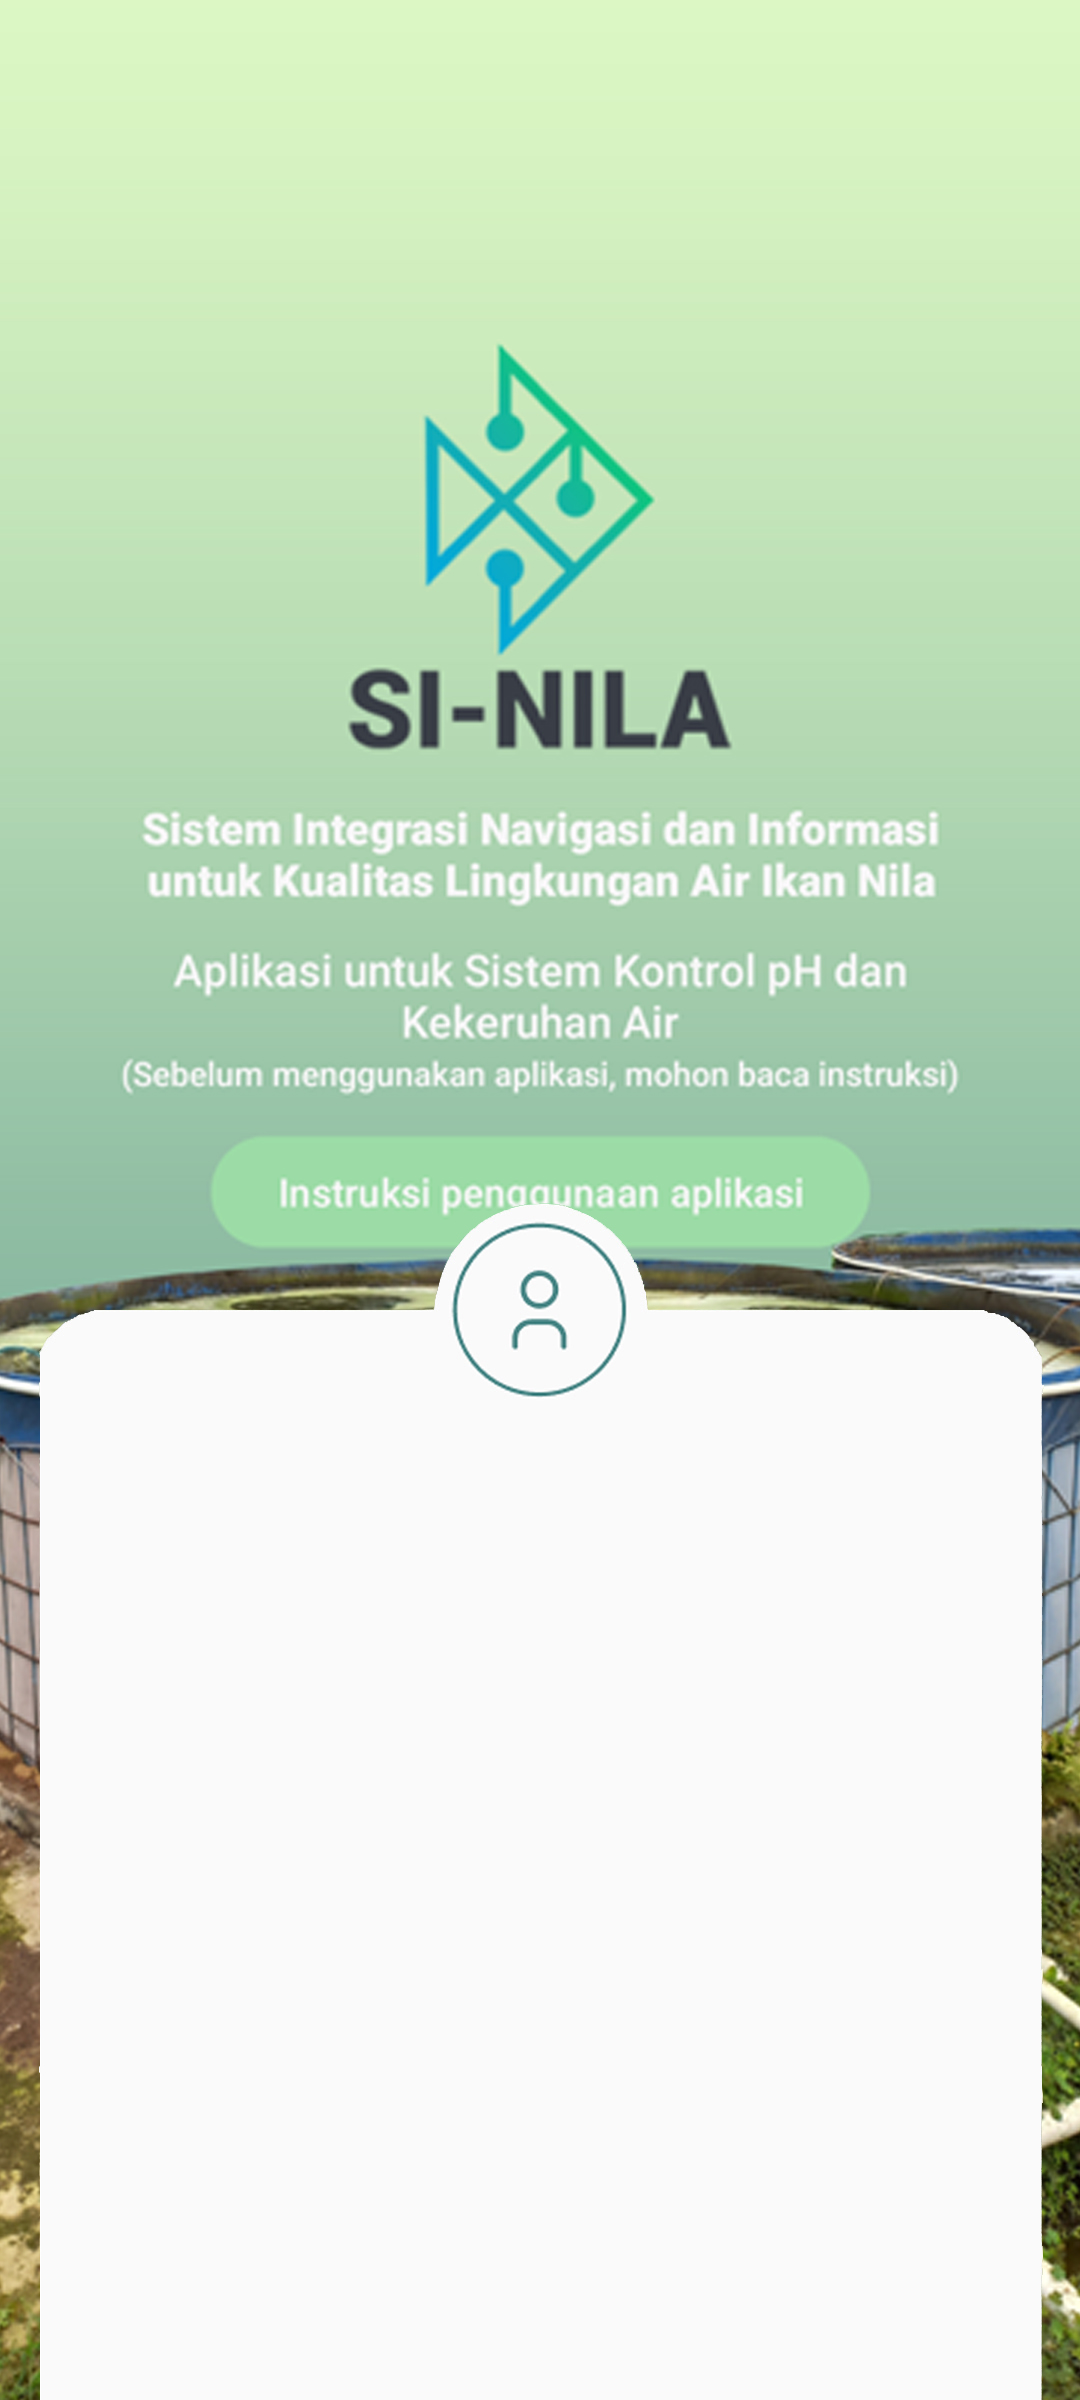 SI-NILA
Sistem Integrasi Navigasi dan Informasi
untuk Kualitas Lingkungan Air Ikan Nila
Aplikasi untuk Sistem Kontrol pH dan
Kekeruhan Air
(Sebelum menggunakan aplikasi, mohon baca instruksi)
Instruksi penggunaan aplikasi